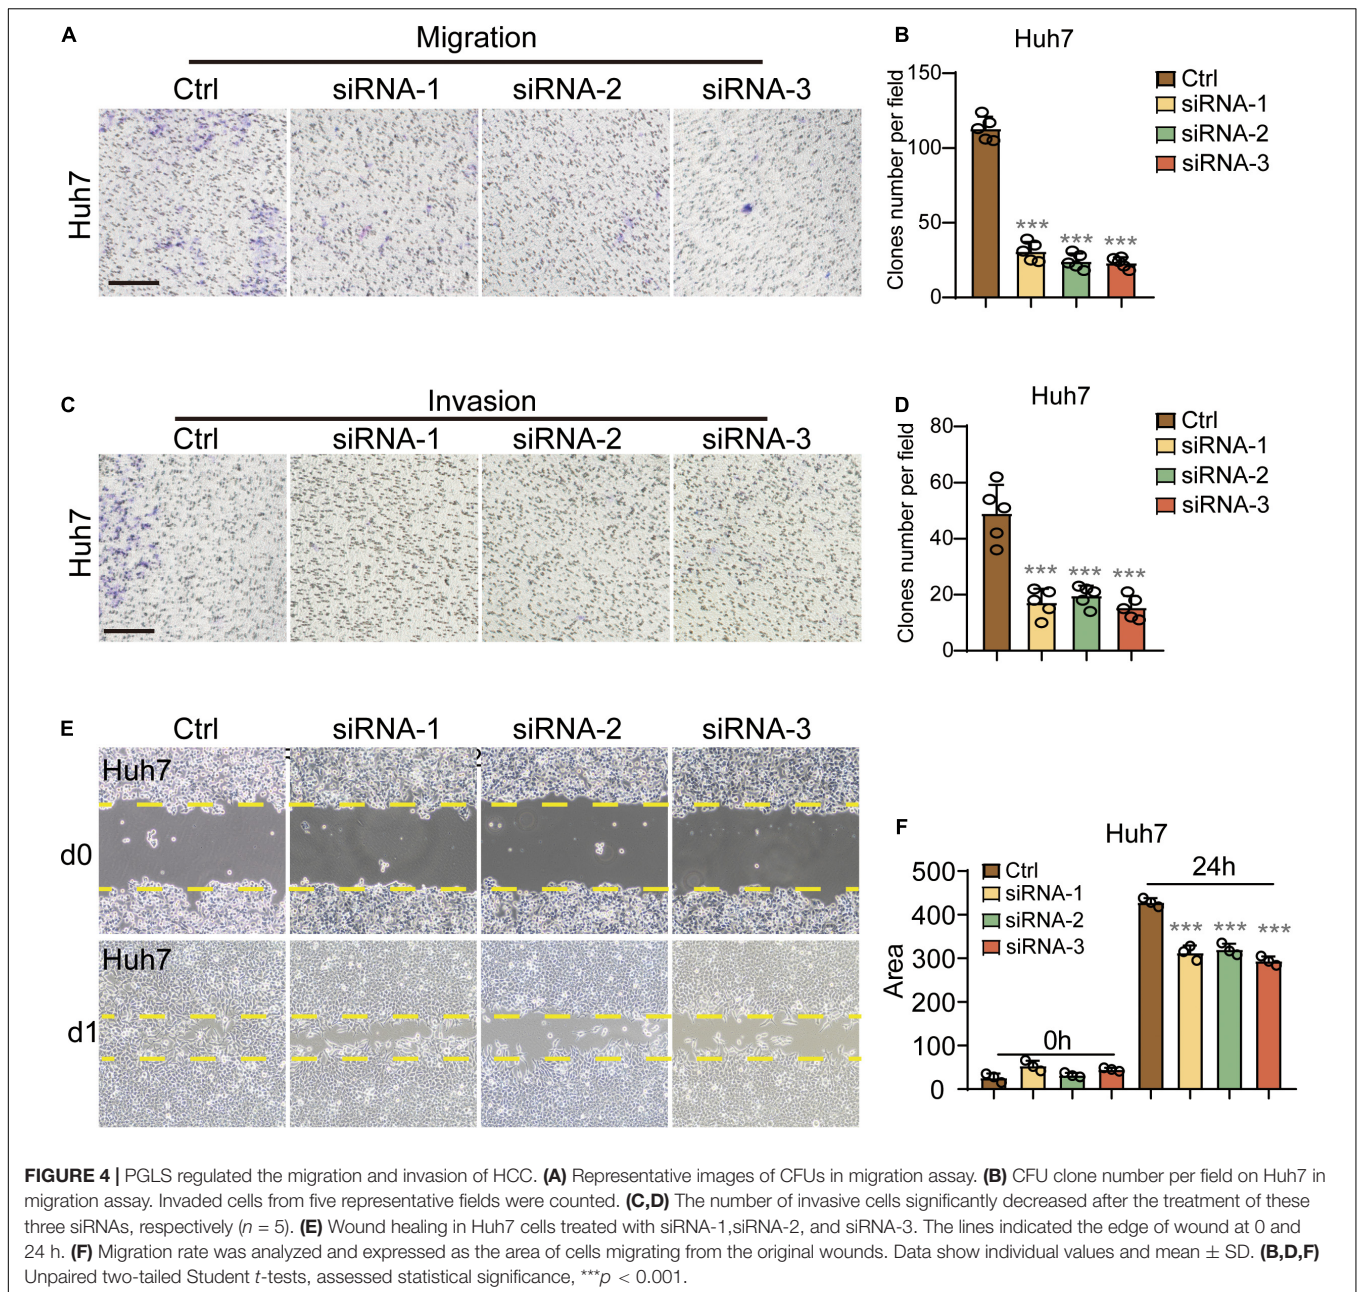 A
Migration
Ctrl siRNA-1 siRNA-2 siRNA-3
Huh7
B
Huh7
Clones number per field
150
100
50
0
***
***
***
Ctrl
siRNA-1
siRNA-2
siRNA-3
C
Invasion
Ctrl siRNA-1 siRNA-2 siRNA-3
Huh7
D
Huh7
Clones number per field
80
60
40
20
0
***
***
***
Ctrl
siRNA-1
siRNA-2
siRNA-3
E
Ctrl siRNA-1 siRNA-2 siRNA-3
Huh7
d0
Huh7
d1
F
Huh7
Area
500
400
300
200
100
0
Ctrl
siRNA-1
siRNA-2
siRNA-3
0h
24h
***
***
***
FIGURE 4 | PGLS regulated the migration and invasion of HCC. (A) Representative images of CFUs in migration assay. (B) CFU clone number per field on Huh7 in
migration assay. Invaded cells from five representative fields were counted. (C,D) The number of invasive cells significantly decreased after the treatment of these
three siRNAs, respectively (n = 5). (E) Wound healing in Huh7 cells treated with siRNA-1,siRNA-2, and siRNA-3. The lines indicated the edge of wound at 0 and
24 h. (F) Migration rate was analyzed and expressed as the area of cells migrating from the original wounds. Data show individual values and mean ± SD. (B,D,F)
Unpaired two-tailed Student t-tests, assessed statistical significance, ***p < 0.001.